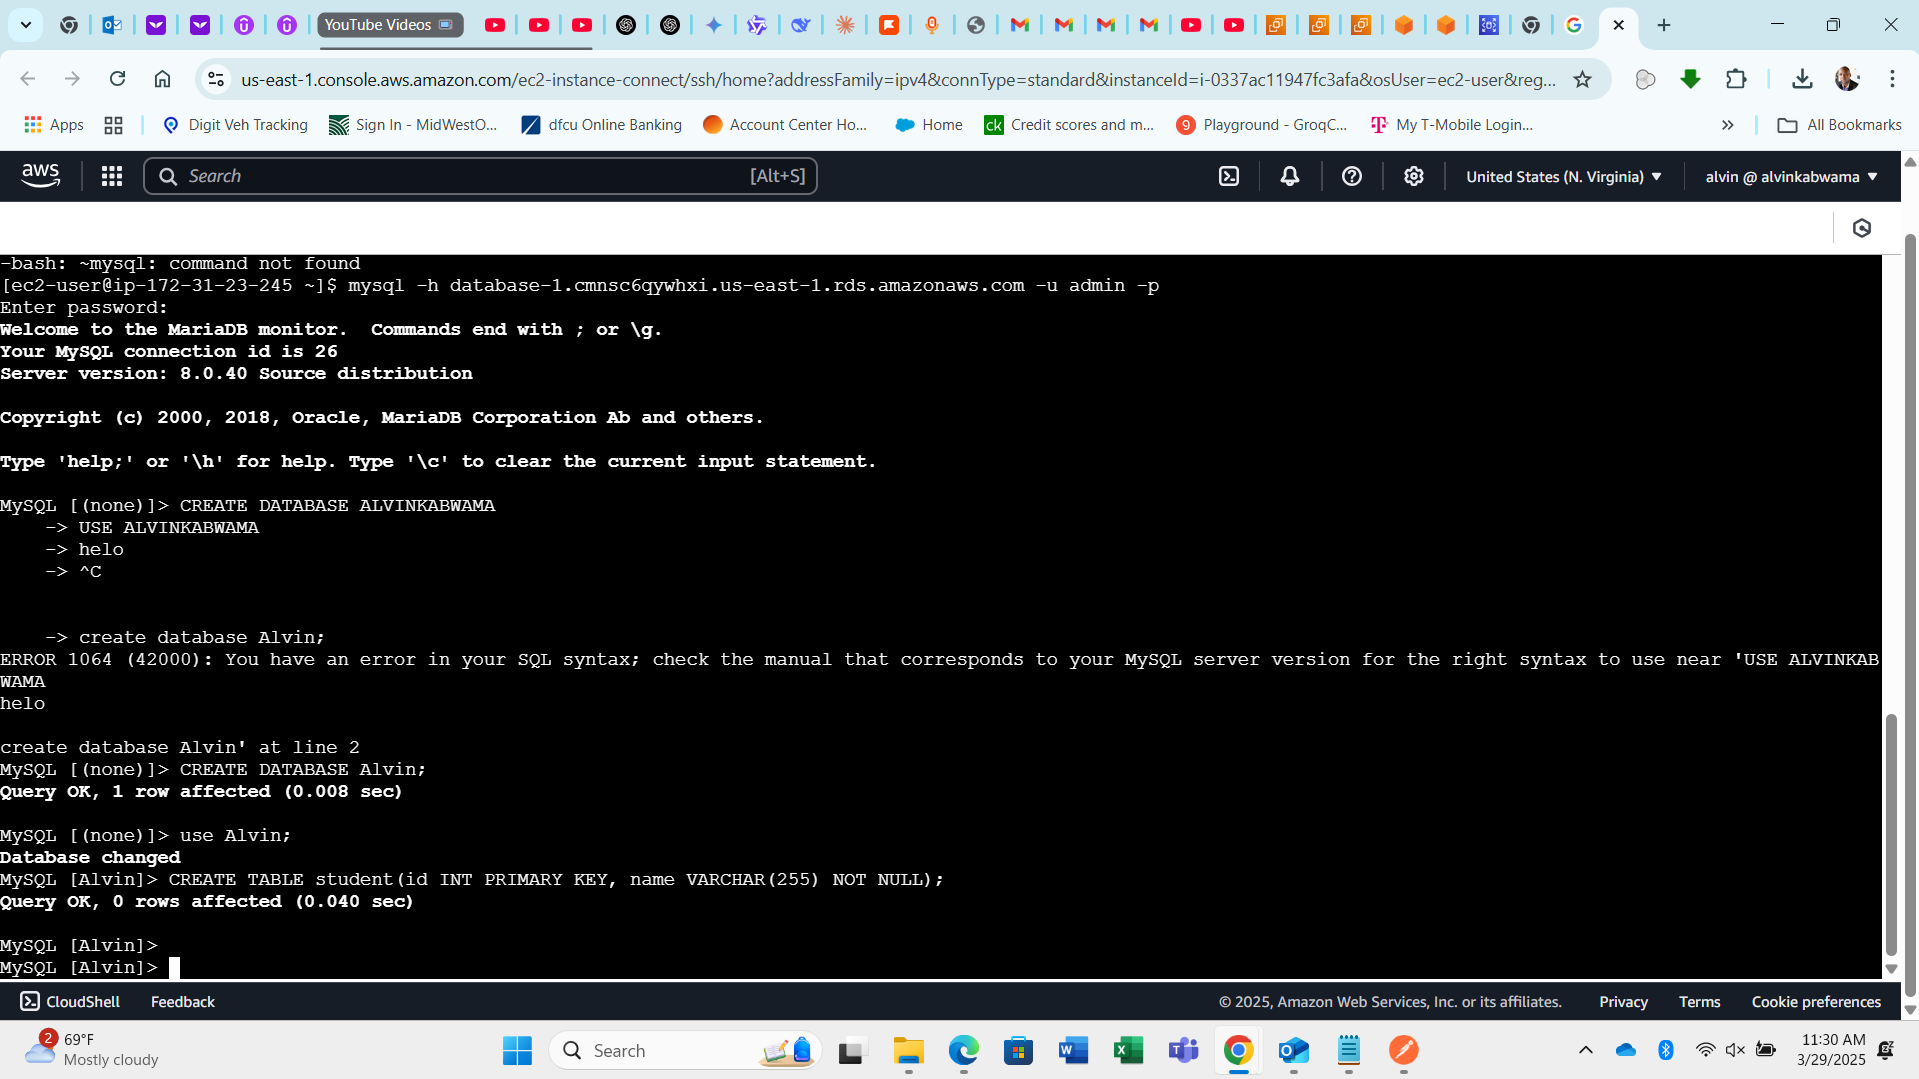 YouTube Videos
us-east-1.console.aws.amazon.com/ec2-instance-connect/ssh/home?addressFamily=ipv4&connType=standard&instanceId=i-0337ac11947fc3afa&osUser=ec2-user&reg...
Apps
Digit Veh Tracking
Sign In - MidWestO...
dfcu Online Banking
Account Center Ho...
Home
ck Credit scores and m...
9 Playground - GroqC...
My T-Mobile Login...
All Bookmarks
aws
Search [Alt+S]
United States (N. Virginia)
alvin @ alvinkabwama
-bash: ~mysql: command not found
[ec2-user@ip-172-31-23-245 ~]$ mysql -h database-1.cmnsc6qywhxi.us-east-1.rds.amazonaws.com -u admin -p
Enter password:
Welcome to the MariaDB monitor.  Commands end with ; or \g.
Your MySQL connection id is 26
Server version: 8.0.40 Source distribution
Copyright (c) 2000, 2018, Oracle, MariaDB Corporation Ab and others.
Type 'help;' or '\h' for help. Type '\c' to clear the current input statement.
MySQL [(none)]> CREATE DATABASE ALVINKABWAMA
-> USE ALVINKABWAMA
-> helo
-> ^C
-> create database Alvin;
ERROR 1064 (42000): You have an error in your SQL syntax; check the manual that corresponds to your MySQL server version for the right syntax to use near 'USE ALVINKAB
WAMA
helo
create database Alvin' at line 2
MySQL [(none)]> CREATE DATABASE Alvin;
Query OK, 1 row affected (0.008 sec)
MySQL [(none)]> use Alvin;
Database changed
MySQL [Alvin]> CREATE TABLE student(id INT PRIMARY KEY, name VARCHAR(255) NOT NULL);
Query OK, 0 rows affected (0.040 sec)
MySQL [Alvin]>
MySQL [Alvin]>
CloudShell
Feedback
© 2025, Amazon Web Services, Inc. or its affiliates.
Privacy
Terms
Cookie preferences
2
69°F
Mostly cloudy
Search
11:30 AM
3/29/2025